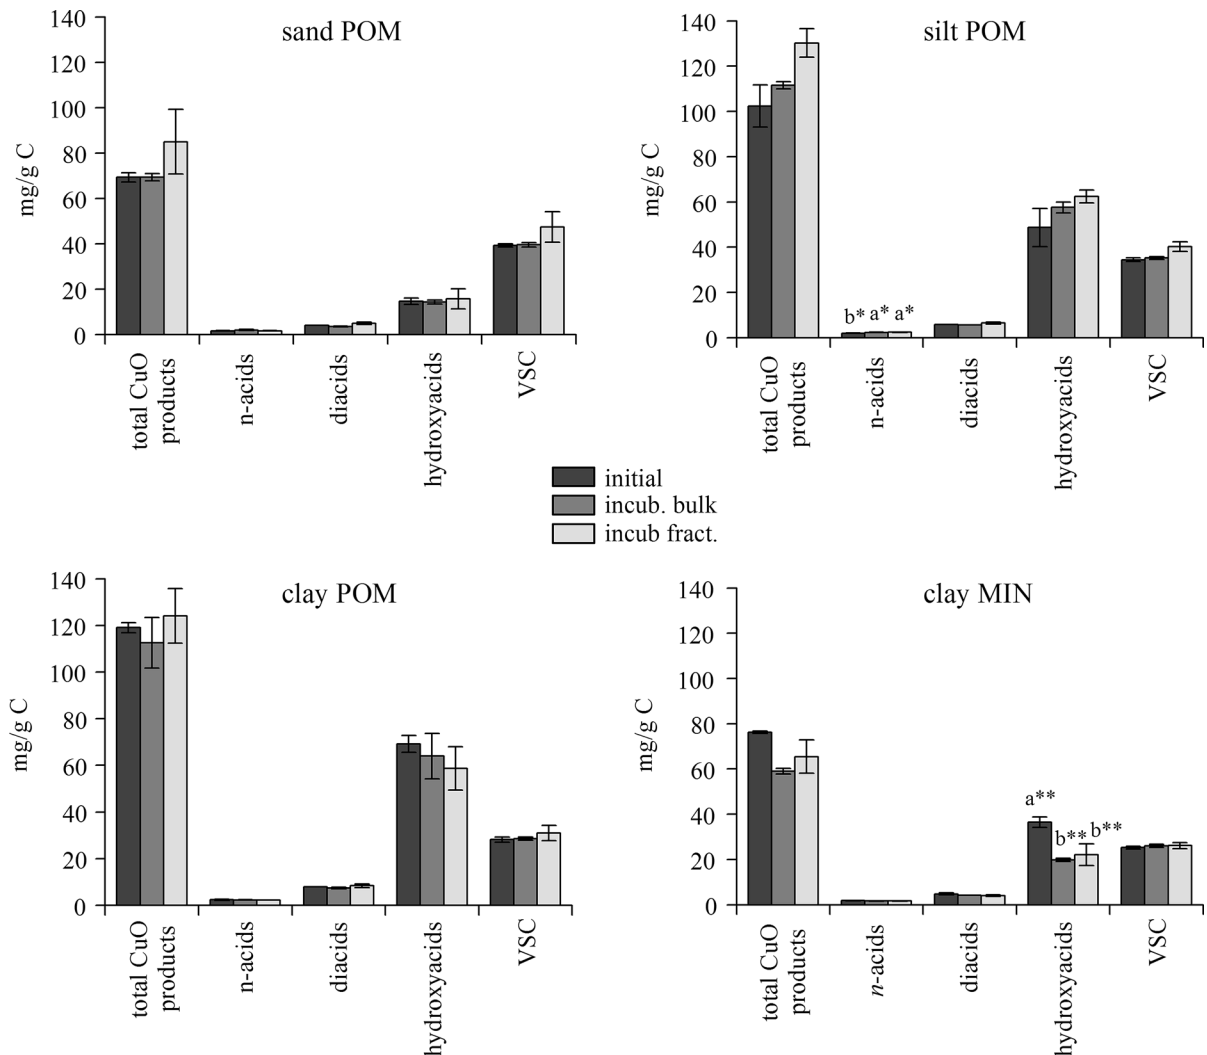 sand POM
mg/g C
140
120
100
80
60
40
20
0
total CuO
products
n-acids
diacids
hydroxyacids
VSC
silt POM
mg/g C
140
120
100
80
60
40
20
0
b* a* a*
total CuO
products
n-acids
diacids
hydroxyacids
VSC
initial
incub. bulk
incub fract.
clay POM
mg/g C
140
120
100
80
60
40
20
0
total CuO
products
n-acids
diacids
hydroxyacids
VSC
clay MIN
mg/g C
140
120
100
80
60
40
20
0
a**
b** b**
total CuO
products
n-acids
diacids
hydroxyacids
VSC